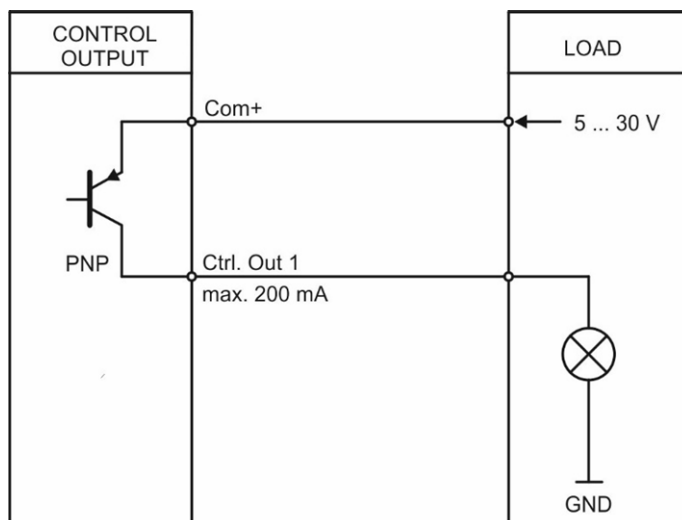 CONTROL
OUTPUT
LOAD
Com+
5 ... 30 V
PNP
Ctrl. Out 1
max. 200 mA
GND